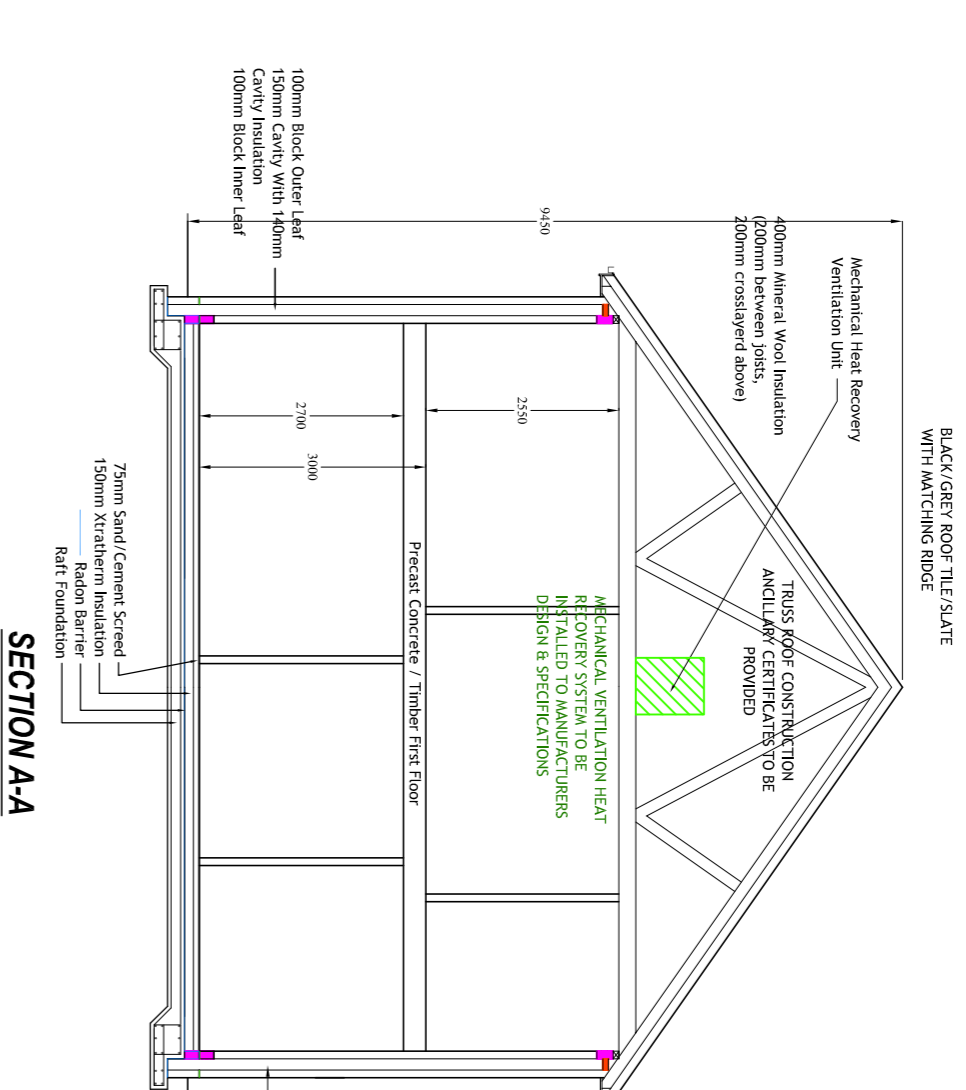 BLACK/GREY ROOF TILE/SLATE
WITH MATCHING RIDGE
Mechanical Heat Recovery
Ventilation Unit
400mm Mineral Wool Insulation
(200mm between joists,
200mm crosslayerd above)
TRUSS ROOF CONSTRUCTION
ANCILLARY CERTIFICATES TO BE
PROVIDED
MECHANICAL VENTILATION HEAT
RECOVERY SYSTEM TO BE
INSTALLED TO MANUFACTURERS
DESIGN & SPECIFICATIONS
9450
2550
2700
3000
Precast Concrete / Timber First Floor
100mm Block Outer Leaf
150mm Cavity With 140mm
Cavity Insulation
100mm Block Inner Leaf
75mm Sand/Cement Screed
150mm Xtratherm Insulation
Radon Barrier
Raft Foundation
SECTION A-A